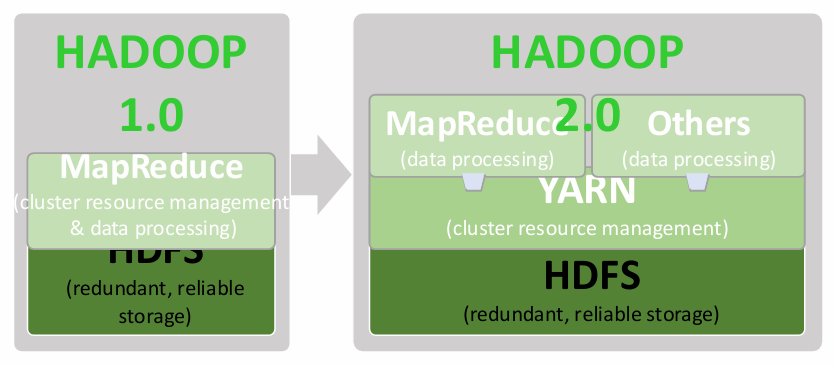 HADOOP
1.0
MapReduce
(cluster resource management
& data processing)
HDFS
(redundant, reliable
storage)
HADOOP
2.0
MapReduce
(data processing)
Others
(data processing)
YARN
(cluster resource management)
HDFS
(redundant, reliable storage)